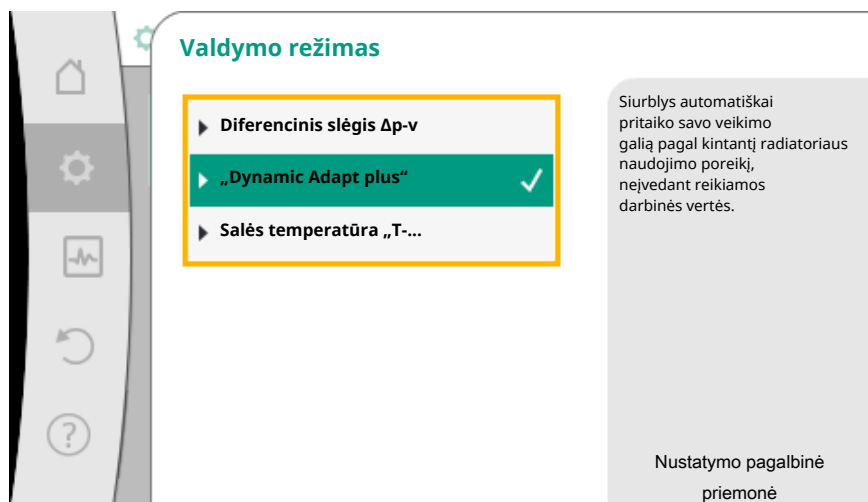 Valdymo režimas
Diferencinis slėgis Δp-v
„Dynamic Adapt plus“
Salės temperatūra „T-...
Siurblys automatiškai
pritaiko savo veikimo
galią pagal kintantį radiatoriaus
naudojimo poreikį,
neįvedant reikiamos
darbinės vertės.
Nustatymo pagalbinė
priemonė